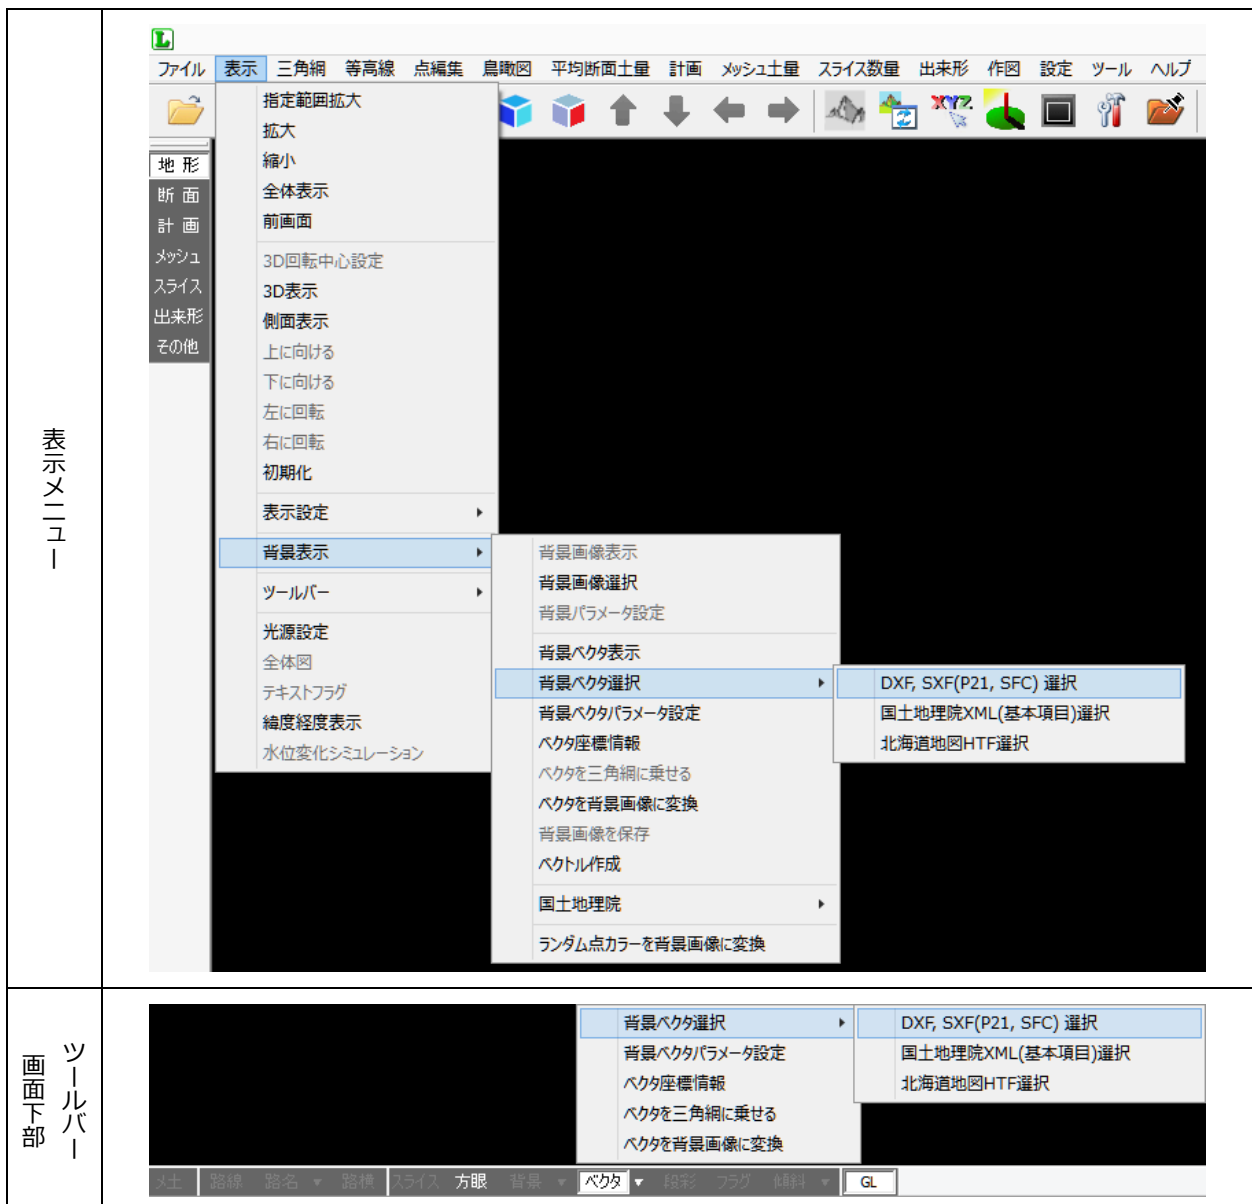 表示メニュー
L
ファイル 表示 三角網 等高線 点編集 鳥瞰図 平均断面土量 計画 メッシュ土量 スライス数量 出来形 作図 設定 ツール ヘルプ
XYZ
地 形
断 面
計 画
メッシュ
スライス
出来形
その他
指定範囲拡大
拡大
縮小
全体表示
前画面
3D回転中心設定
3D表示
側面表示
上に向ける
下に向ける
左に回転
右に回転
初期化
表示設定
背景表示
ツールバー
光源設定
全体図
テキストフラグ
緯度経度表示
水位変化シミュレーション
背景画像表示
背景画像選択
背景パラメータ設定
背景ベクタ表示
背景ベクタ選択
背景ベクタパラメータ設定
ベクタ座標情報
ベクタを三角網に乗せる
ベクタを背景画像に変換
背景画像を保存
ベクトル作成
国土地理院
ランダム点カラーを背景画像に変換
DXF, SXF(P21, SFC) 選択
国土地理院XML(基本項目)選択
北海道地図HTF選択
ツールバー
画面下部
背景ベクタ選択
背景ベクタパラメータ設定
ベクタ座標情報
ベクタを三角網に乗せる
ベクタを背景画像に変換
DXF, SXF(P21, SFC) 選択
国土地理院XML(基本項目)選択
北海道地図HTF選択
メ土 路線 路名 路横 スライス 方眼 背景 ベクタ 段彩 フラグ 傾斜 GL